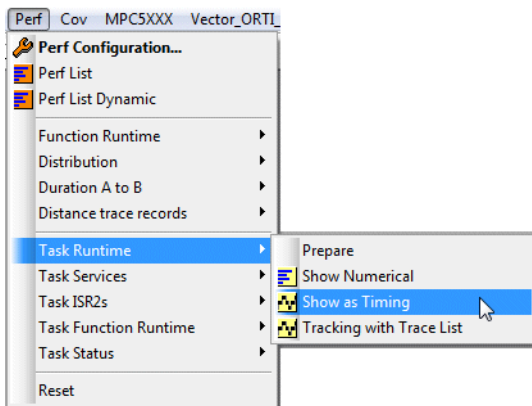 Perf Cov MPC5XXX Vector_ORTI_
Perf Configuration...
Perf List
Perf List Dynamic
Function Runtime
Distribution
Duration A to B
Distance trace records
Task Runtime
Task Services
Task ISR2s
Task Function Runtime
Task Status
Reset
Prepare
Show Numerical
Show as Timing
Tracking with Trace List